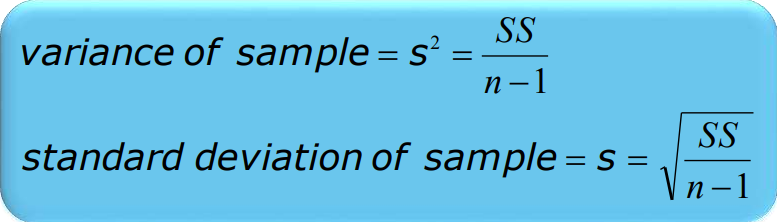 variance of sample = s² = SS / n − 1
standard deviation of sample = s = √(SS / n − 1)